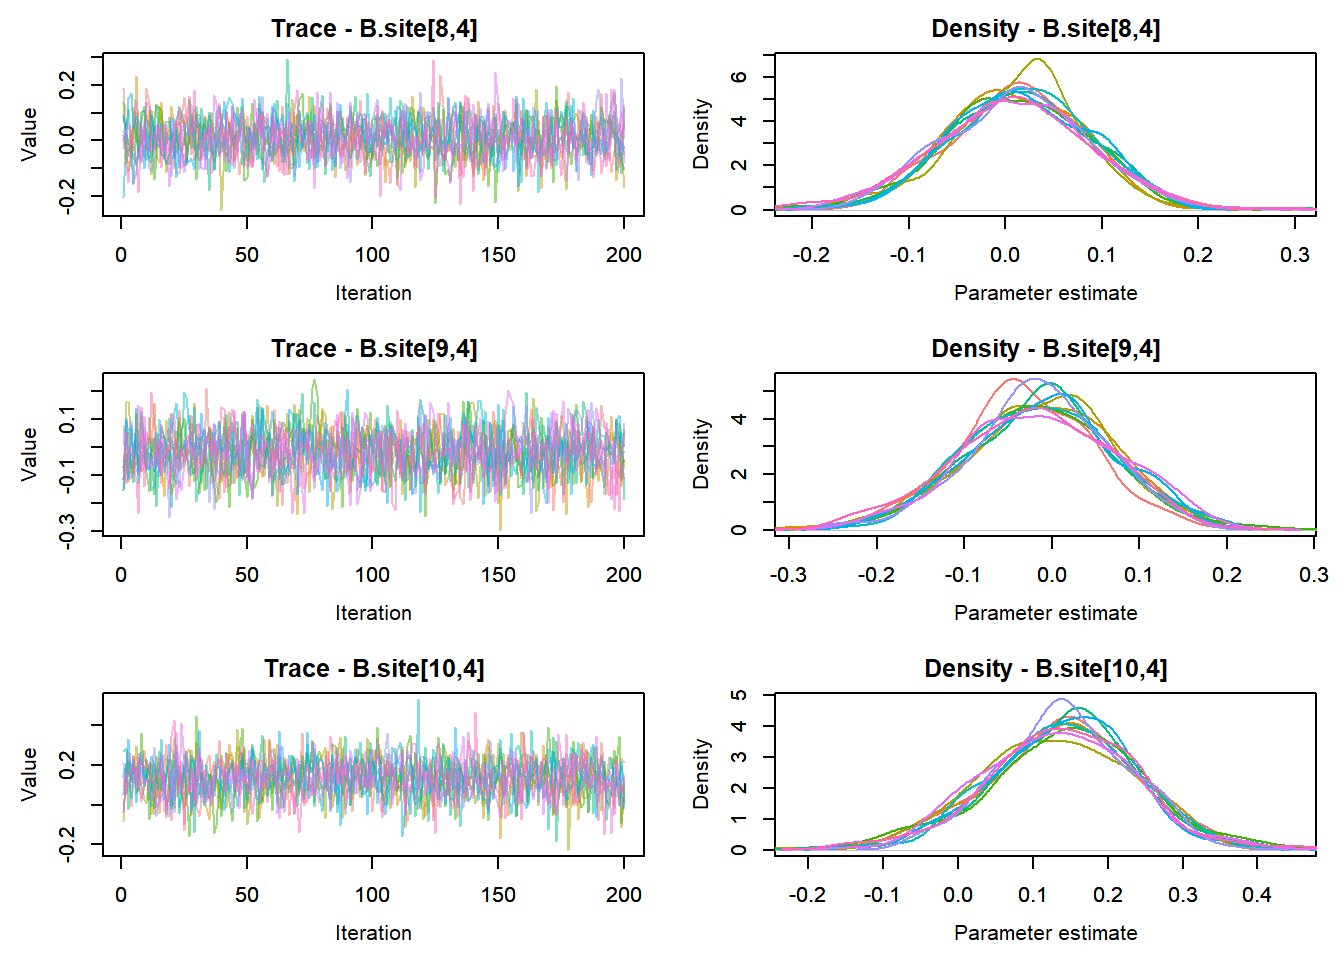 Trace - B.site[8,4]
Value
0.2
0.0
-0.2
0 50 100 150 200
Iteration
Density - B.site[8,4]
Density
6
4
2
0
-0.2 -0.1 0.0 0.1 0.2 0.3
Parameter estimate
Trace - B.site[9,4]
Value
0.1
-0.1
-0.3
0 50 100 150 200
Iteration
Density - B.site[9,4]
Density
4
2
0
-0.3 -0.2 -0.1 0.0 0.1 0.2 0.3
Parameter estimate
Trace - B.site[10,4]
Value
0.2
-0.2
0 50 100 150 200
Iteration
Density - B.site[10,4]
Density
5
4
3
2
1
0
-0.2 -0.1 0.0 0.1 0.2 0.3 0.4
Parameter estimate